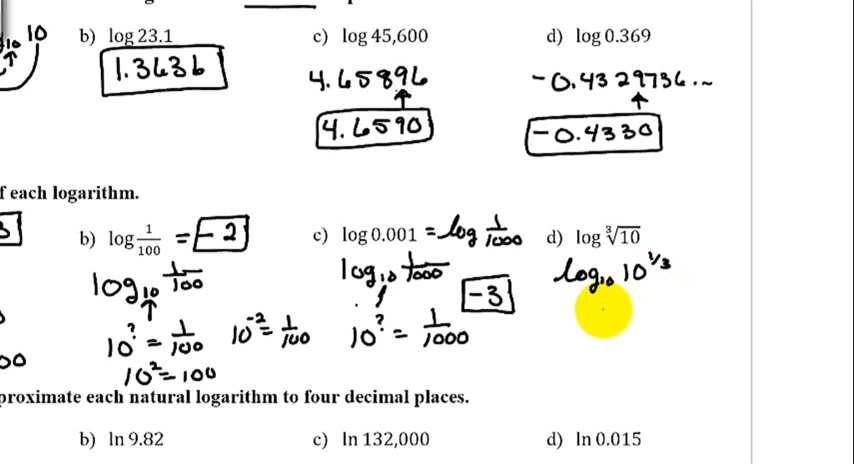 10 10 b) log 23.1 c) log 45,600 d) log 0.369
1.3636 4.65896 -0.4329736...
4.6590 -0.4330
f each logarithm.
3 b) log 1/100 = -2 c) log 0.001 = log 1/1000 d) log ∛10
log₁₀ 1/100 log₁₀ 1/1000 -3 log₁₀ 10^1/3
10^? = 1/100 10^-2 = 1/100 10^? = 1/1000
00 10^2 = 100
proximate each natural logarithm to four decimal places.
b) ln 9.82 c) ln 132,000 d) ln 0.015